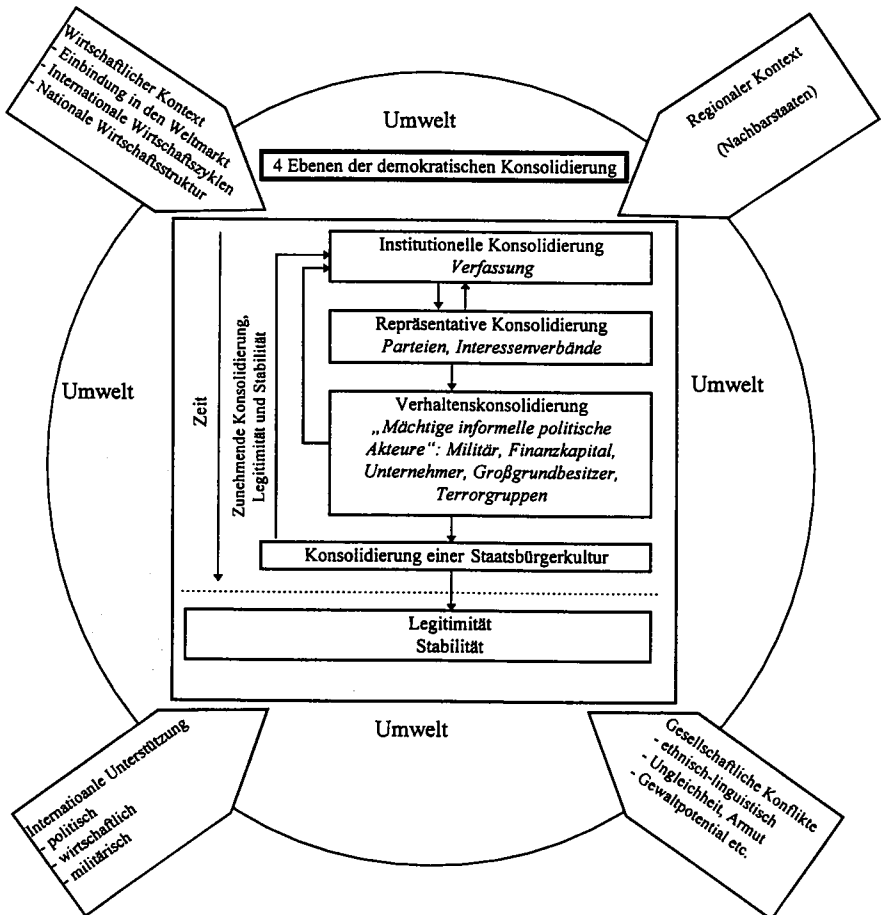 Wirtschaftlicher Kontext
- Einbindung in den Weltmarkt
- Internationale Wirtschaftszyklen
- Nationale Wirtschaftsstruktur
Regionaler Kontext
(Nachbarstaaten)
Umwelt
4 Ebenen der demokratischen Konsolidierung
Institutionelle Konsolidierung
Verfassung
Repräsentative Konsolidierung
Parteien, Interessenverbände
Umwelt
Zeit
Zunehmende Konsolidierung,
Legitimität und Stabilität
Verhaltenskonsolidierung
„Mächtige informelle politische
Akteure“: Militär, Finanzkapital,
Unternehmer, Großgrundbesitzer,
Terrorgruppen
Umwelt
Konsolidierung einer Staatsbürgerkultur
Legitimität
Stabilität
Umwelt
Internatioanle Unterstützung
- politisch
- wirtschaftlich
- militärisch
Gesellschaftliche Konflikte
- ethnisch-linguistisch
- Ungleichheit, Armut
- Gewaltpotential etc.